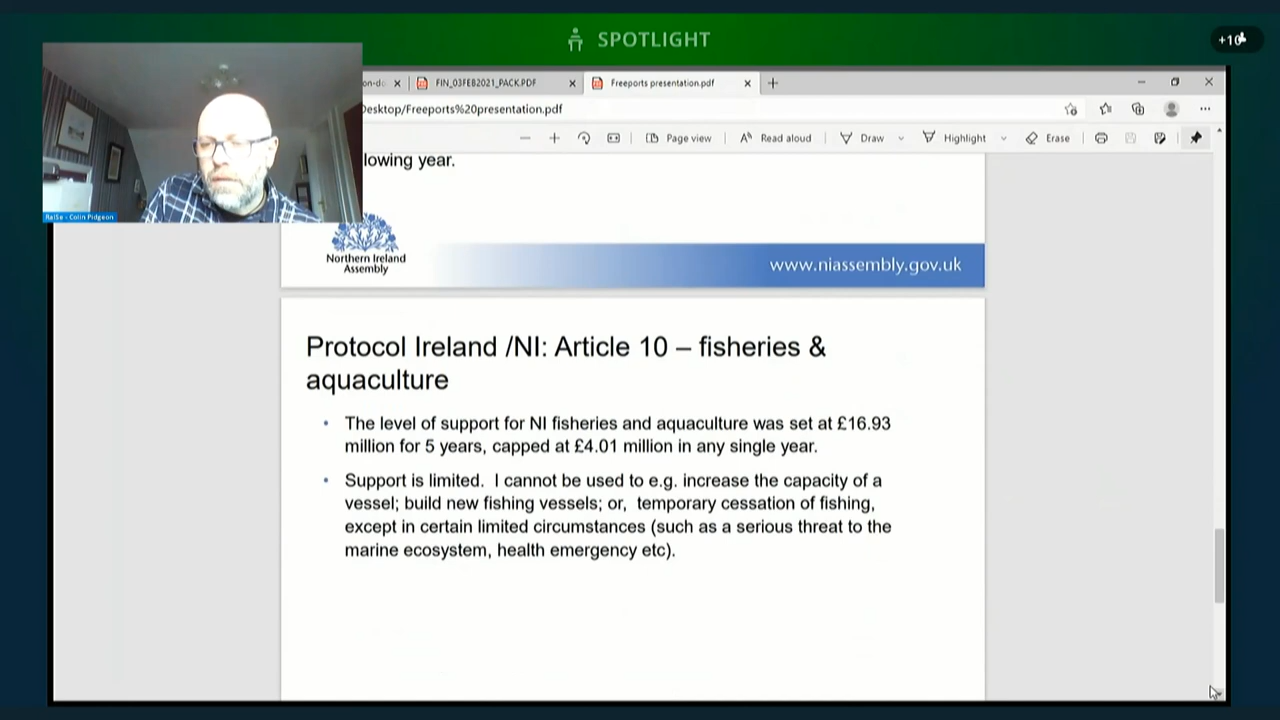 SPOTLIGHT
+10
FIN_03FEB2021_PACK.PDF
Freeports presentation.pdf
Desktop/Freeports%20presentation.pdf
Page view
Read aloud
Draw
Highlight
Erase
lowing year.
RaISe - Colin Pidgeon
Northern Ireland
Assembly
www.niassembly.gov.uk
Protocol Ireland /NI: Article 10 – fisheries &
aquaculture
• The level of support for NI fisheries and aquaculture was set at £16.93
million for 5 years, capped at £4.01 million in any single year.
• Support is limited.  I cannot be used to e.g. increase the capacity of a
vessel; build new fishing vessels; or,  temporary cessation of fishing,
except in certain limited circumstances (such as a serious threat to the
marine ecosystem, health emergency etc).